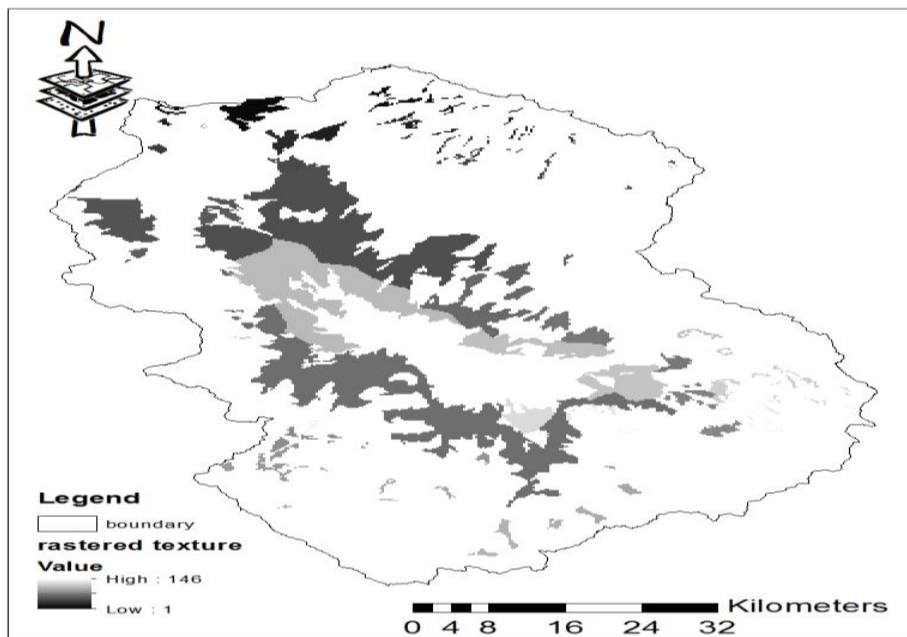 N
Legend
boundary
rastered texture
Value
High : 146
Low : 1
Kilometers
0 4 8 16 24 32